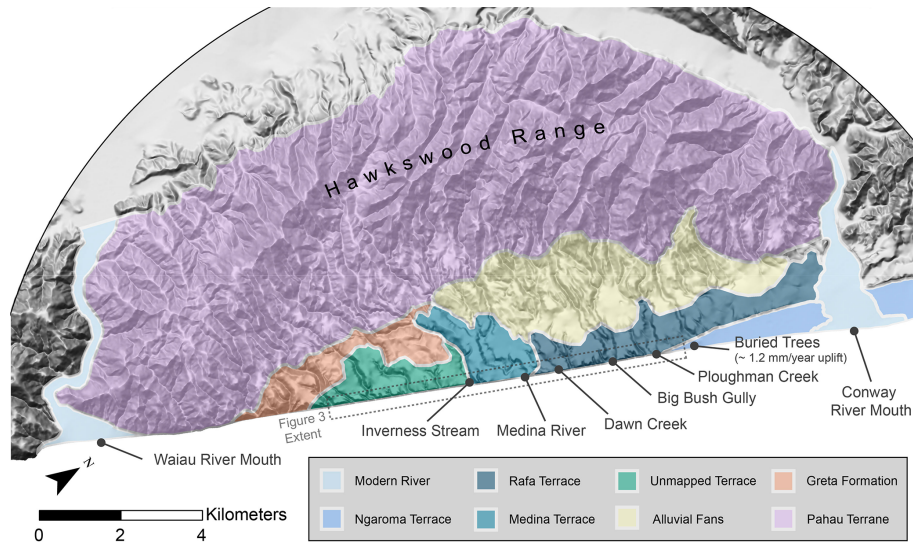 Hawkswood Range
Buried Trees
(~ 1.2 mm/year uplift)
Ploughman Creek
Big Bush Gully
Dawn Creek
Medina River
Inverness Stream
Figure 3
Extent
Conway
River Mouth
Waiau River Mouth
N
Kilometers
0 2 4
Modern River
Rafa Terrace
Unmapped Terrace
Greta Formation
Ngaroma Terrace
Medina Terrace
Alluvial Fans
Pahau Terrane